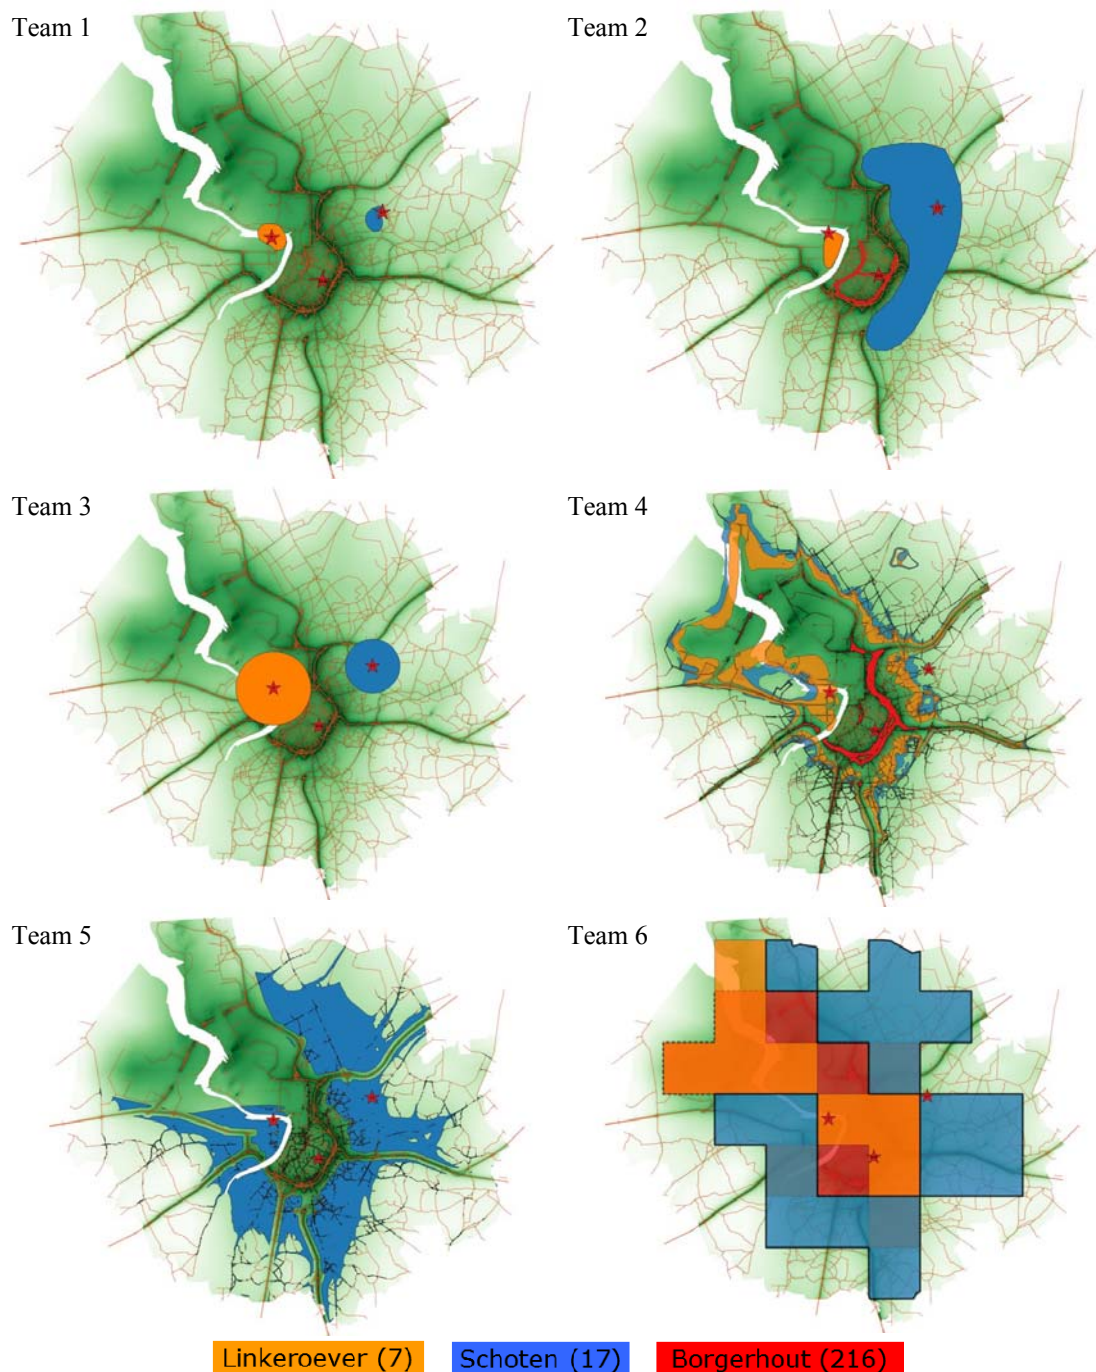 Team 1
Team 2
Team 3
Team 4
Team 5
Team 6
Linkeroever (7)
Schoten (17)
Borgerhout (216)